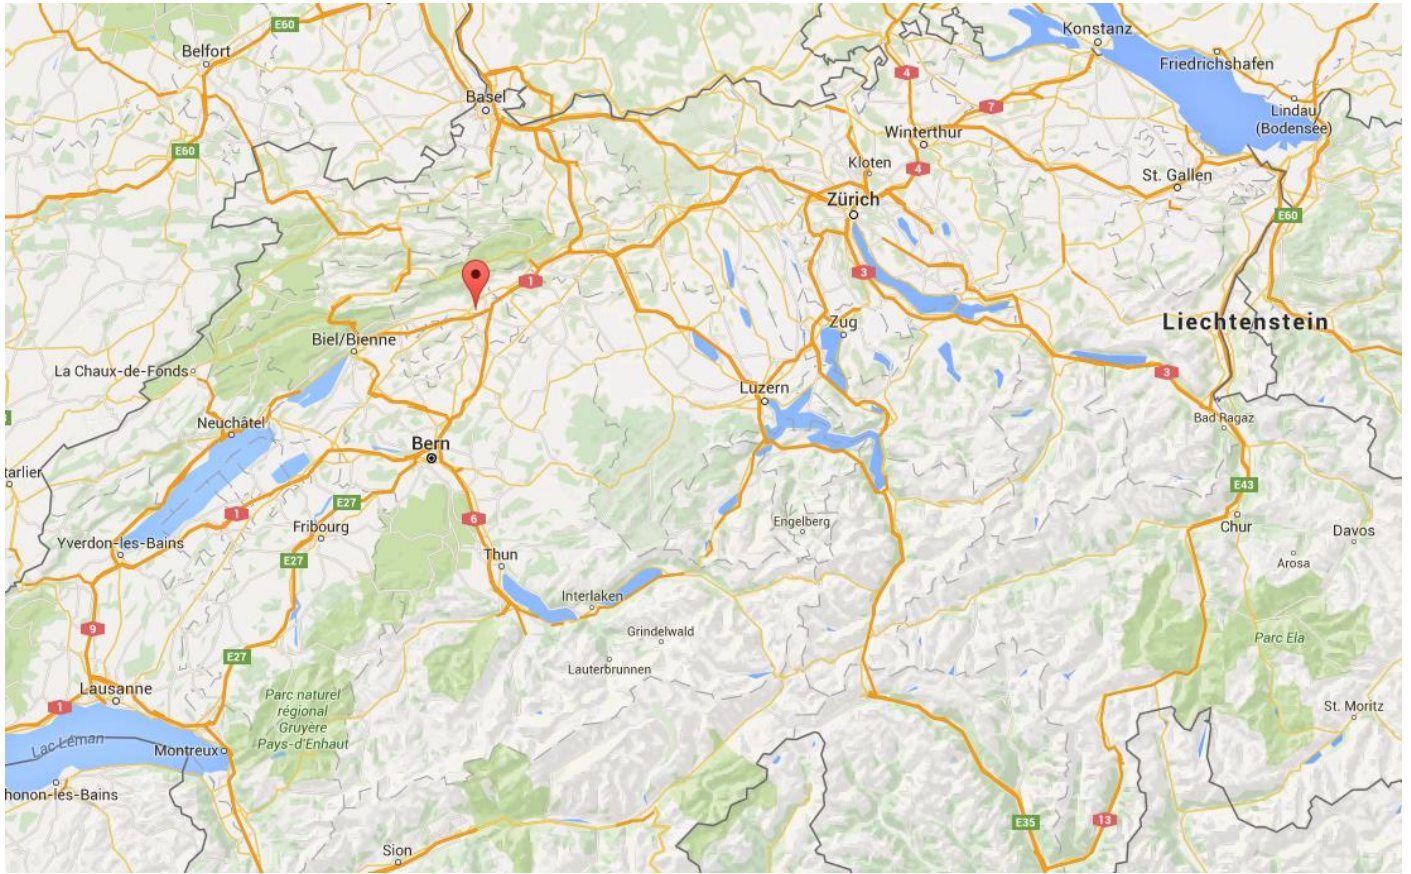 E60
Konstanz
Belfort
Friedrichshafen
4
Basel
7
Lindau
(Bodensee)
Winterthur
E60
Kloten
4
St. Gallen
Zürich
E60
3
1
Zug
Liechtenstein
Biel/Bienne
La Chaux-de-Fonds
3
Luzern
Neuchâtel
Bad Ragaz
Bern
tarlier
E43
E27
1
6
Engelberg
Fribourg
Chur
Davos
Yverdon-les-Bains
Thun
E27
Arosa
Interlaken
9
Grindelwald
Parc Ela
E27
Lauterbrunnen
Lausanne
Parc naturel
régional
Gruyère
Pays-d'Enhaut
1
St. Moritz
Lac Léman
Montreux
honon-les-Bains
E35
13
Sion